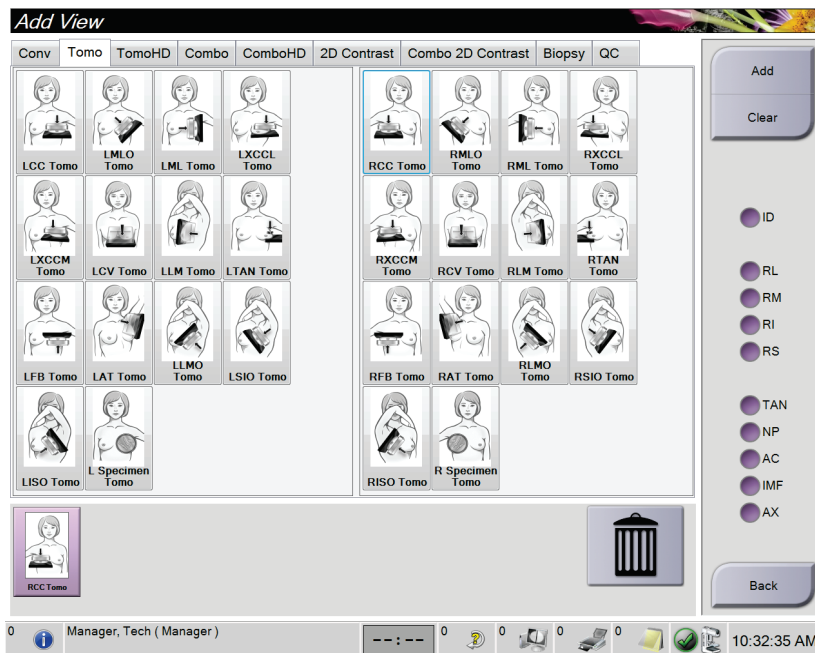 Add View
Conv Tomo TomoHD Combo ComboHD 2D Contrast Combo 2D Contrast Biopsy QC
LCC Tomo
LMLO
Tomo
LML Tomo
LXCCL
Tomo
RCC Tomo
RMLO
Tomo
RML Tomo
RXCCL
Tomo
LXCCM
Tomo
LCV Tomo
LLM Tomo
LTAN Tomo
RXCCM
Tomo
RCV Tomo
RLM Tomo
RTAN
Tomo
LFB Tomo
LAT Tomo
LLMO
Tomo
LSIO Tomo
RFB Tomo
RAT Tomo
RLMO
Tomo
RSIO Tomo
LISO Tomo
L Specimen
Tomo
RISO Tomo
R Specimen
Tomo
RCC Tomo
Add
Clear
ID
RL
RM
RI
RS
TAN
NP
AC
IMF
AX
Back
0 Manager, Tech ( Manager ) --:-- 0 0 0 0 10:32:35 AM